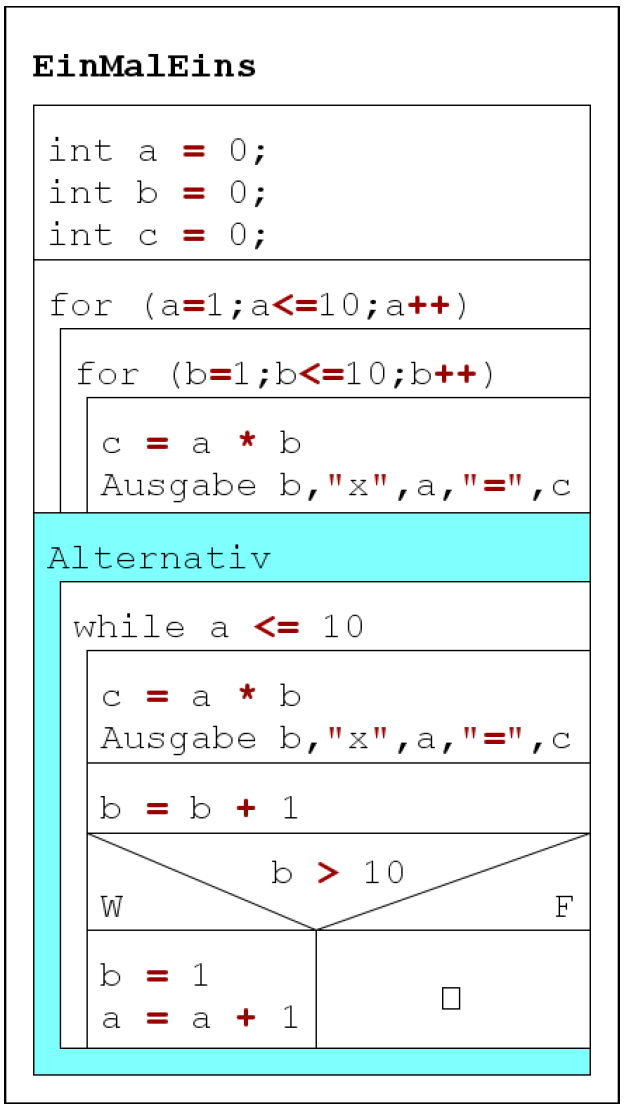 EinMalEins
int a = 0;
int b = 0;
int c = 0;
for (a=1;a<=10;a++)
for (b=1;b<=10;b++)
c = a * b
Ausgabe b,"x",a,"=",c
Alternativ
while a <= 10
c = a * b
Ausgabe b,"x",a,"=",c
b = b + 1
b > 10
W F
b = 1
a = a + 1